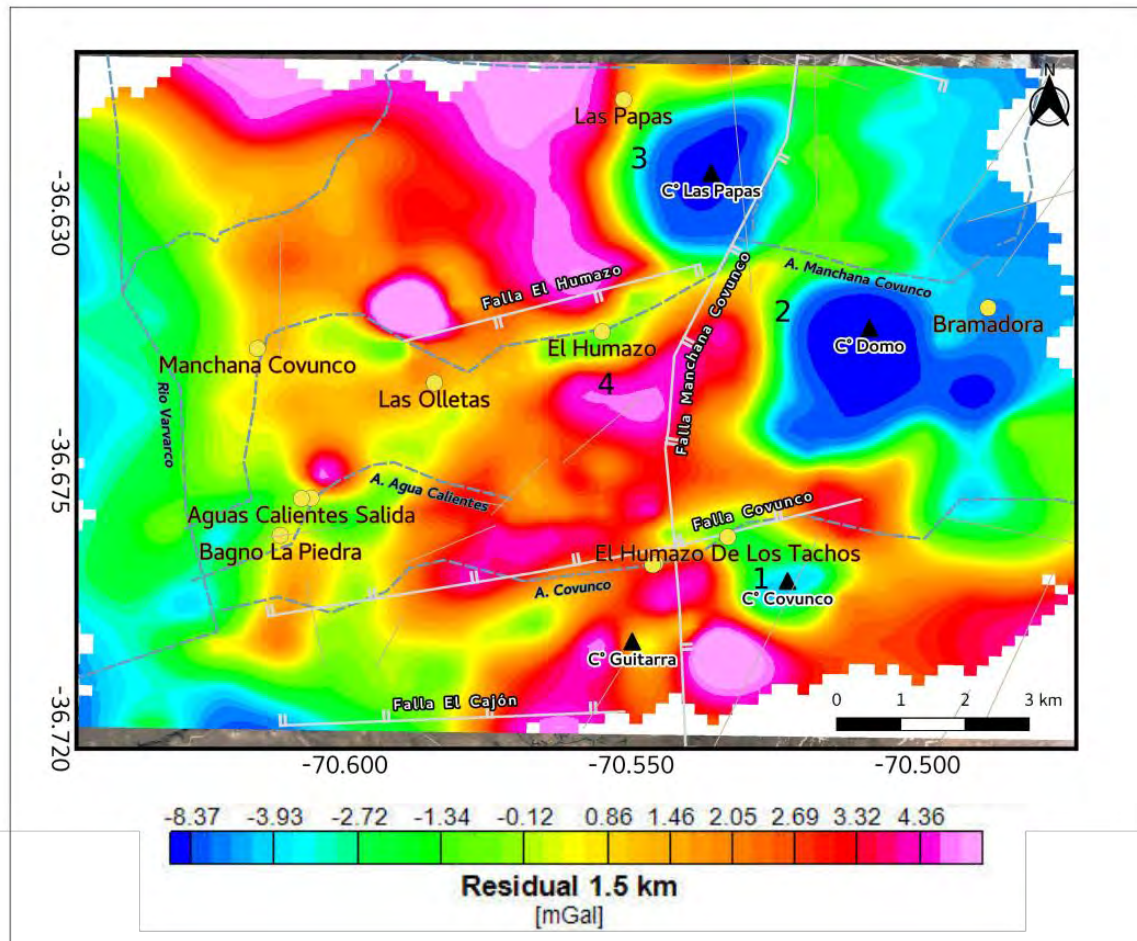 N
Las Papas
3
C° Las Papas
-36.630
Falla El Humazo
A. Manchana Covunco
2
Bramadora
C° Domo
El Humazo
Manchana Covunco
Falla Manchana Covunco
4
Las Olletas
Rio Varvarco
-36.675
A. Agua Calientes
Aguas Calientes Salida
Falla Covunco
Bagno La Piedra
El Humazo De Los Tachos
1
A. Covunco
C° Covunco
C° Guitarra
Falla El Cajón
0 1 2 3 km
-36.720
-70.600 -70.550 -70.500
-8.37 -3.93 -2.72 -1.34 -0.12 0.86 1.46 2.05 2.69 3.32 4.36
Residual 1.5 km
[mGal]